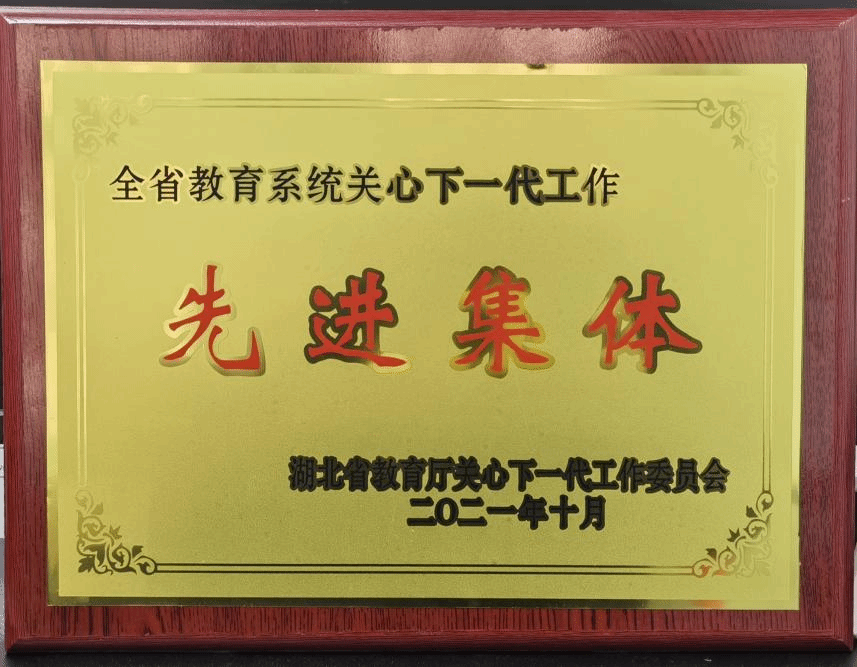 全省教育系统关心下一代工作
先进集体
湖北省教育厅关心下一代工作委员会
二〇二一年十月